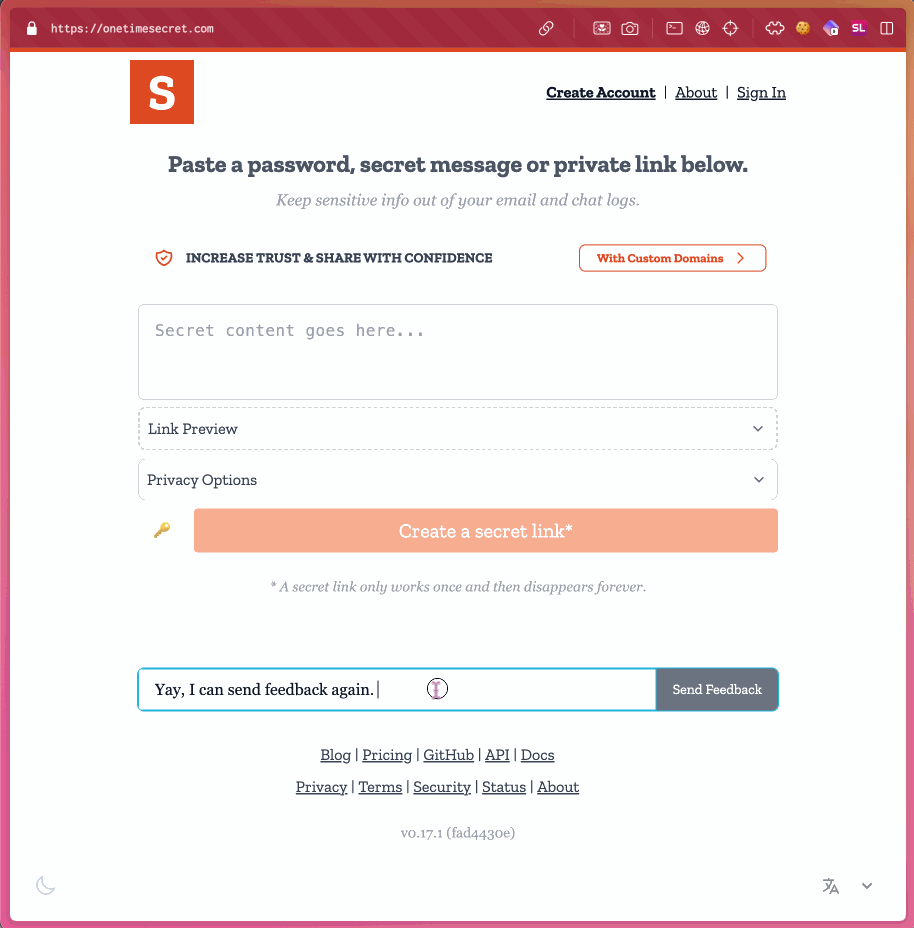 https://onetimesecret.com
SL
S
Create Account | About | Sign In
Paste a password, secret message or private link below.
Keep sensitive info out of your email and chat logs.
INCREASE TRUST & SHARE WITH CONFIDENCE
With Custom Domains
Secret content goes here...
Link Preview
Privacy Options
Create a secret link*
* A secret link only works once and then disappears forever.
Yay, I can send feedback again.
Send Feedback
Blog | Pricing | GitHub | API | Docs
Privacy | Terms | Security | Status | About
v0.17.1 (fad4430e)